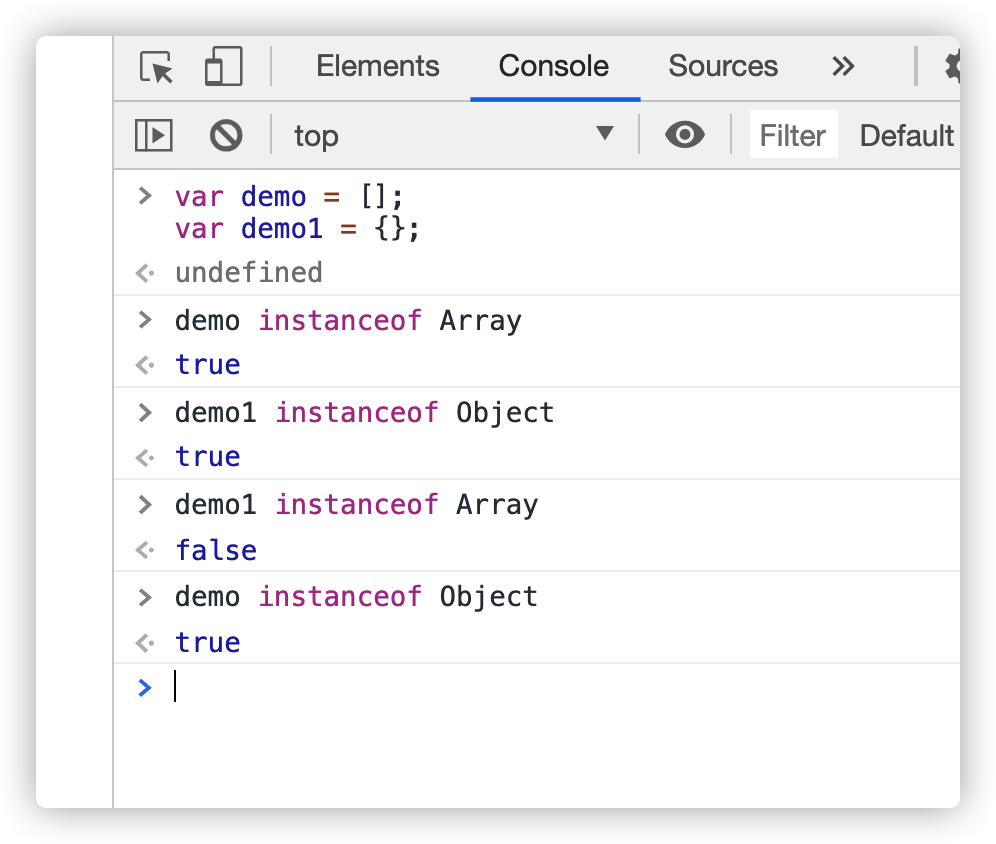 Elements Console Sources
top Filter Default
var demo = [];
var demo1 = {};
undefined
demo instanceof Array
true
demo1 instanceof Object
true
demo1 instanceof Array
false
demo instanceof Object
true